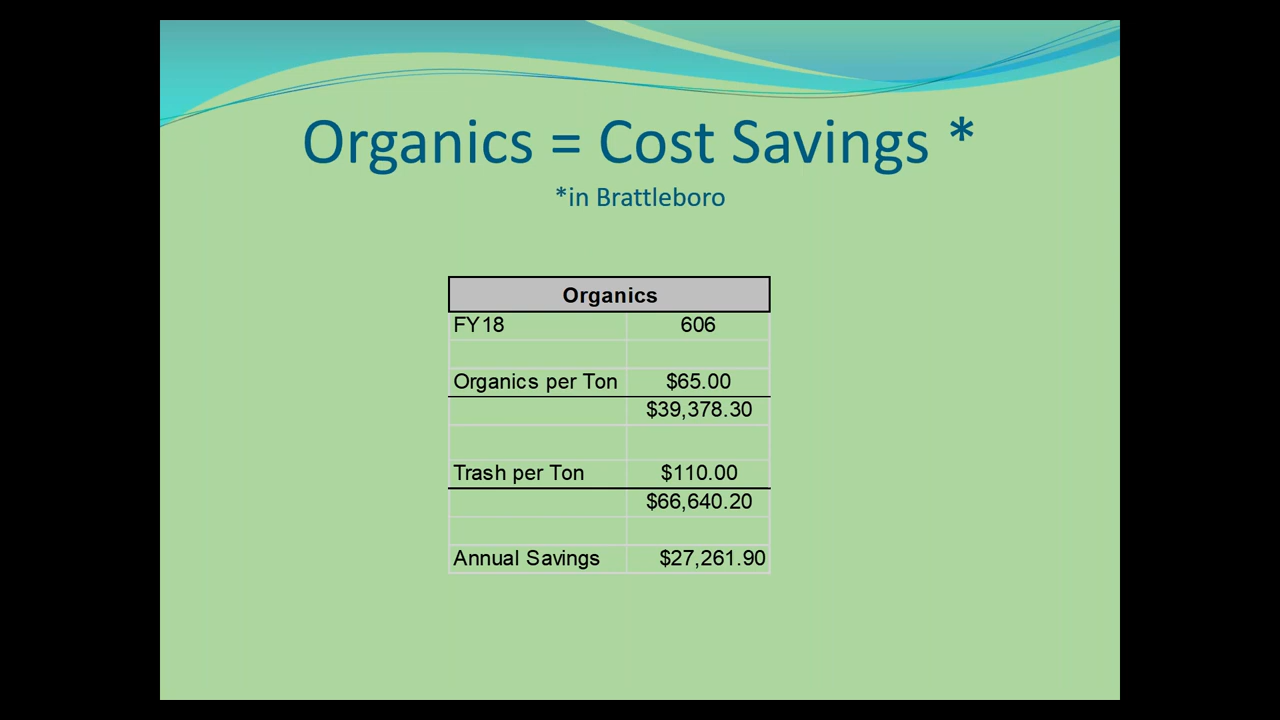 Organics = Cost Savings *
*in Brattleboro
Organics
FY18 606
Organics per Ton $65.00
$39,378.30
Trash per Ton $110.00
$66,640.20
Annual Savings $27,261.90